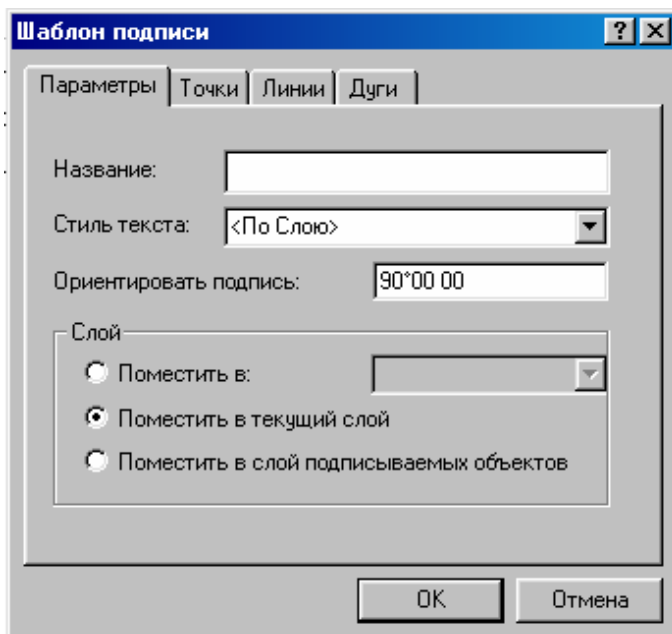 Шаблон подписи
Параметры Точки Линии Дуги
Название:
Стиль текста: <По Слою>
Ориентировать подпись: 90°00 00
Слой
Поместить в:
Поместить в текущий слой
Поместить в слой подписываемых объектов
OK Отмена